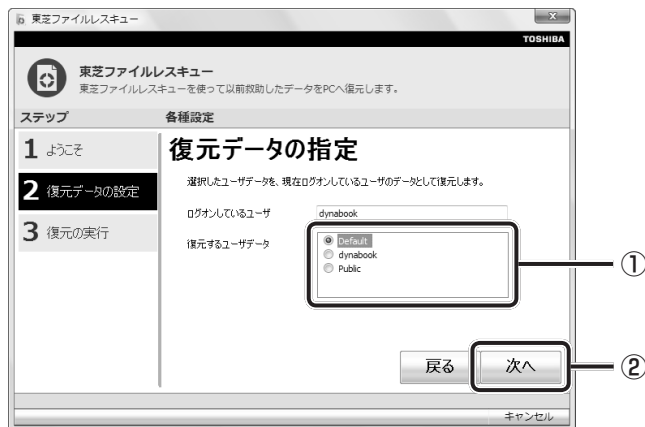 東芝ファイルレスキュー
TOSHIBA
東芝ファイルレスキュー
東芝ファイルレスキューを使って以前救助したデータをPCへ復元します。
ステップ
各種設定
1 ようこそ
2 復元データの設定
3 復元の実行
復元データの指定
選択したユーザデータを、現在ログオンしているユーザのデータとして復元します。
ログオンしているユーザ
dynabook
復元するユーザデータ
Default
dynabook
Public
①
戻る
次へ
②
キャンセル